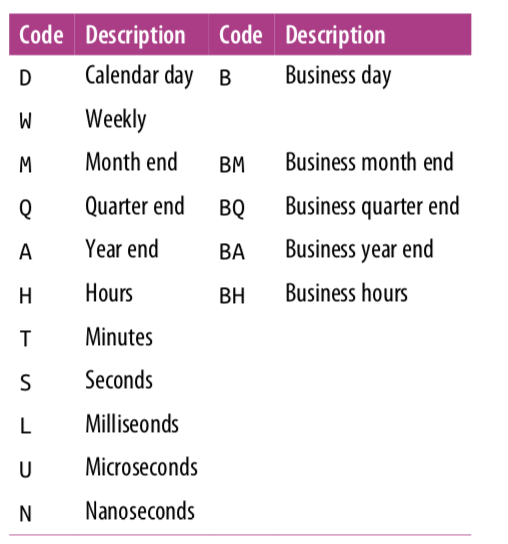 Code Description Code Description
D Calendar day B Business day
W Weekly
M Month end BM Business month end
Q Quarter end BQ Business quarter end
A Year end BA Business year end
H Hours BH Business hours
T Minutes
S Seconds
L Milliseonds
U Microseconds
N Nanoseconds